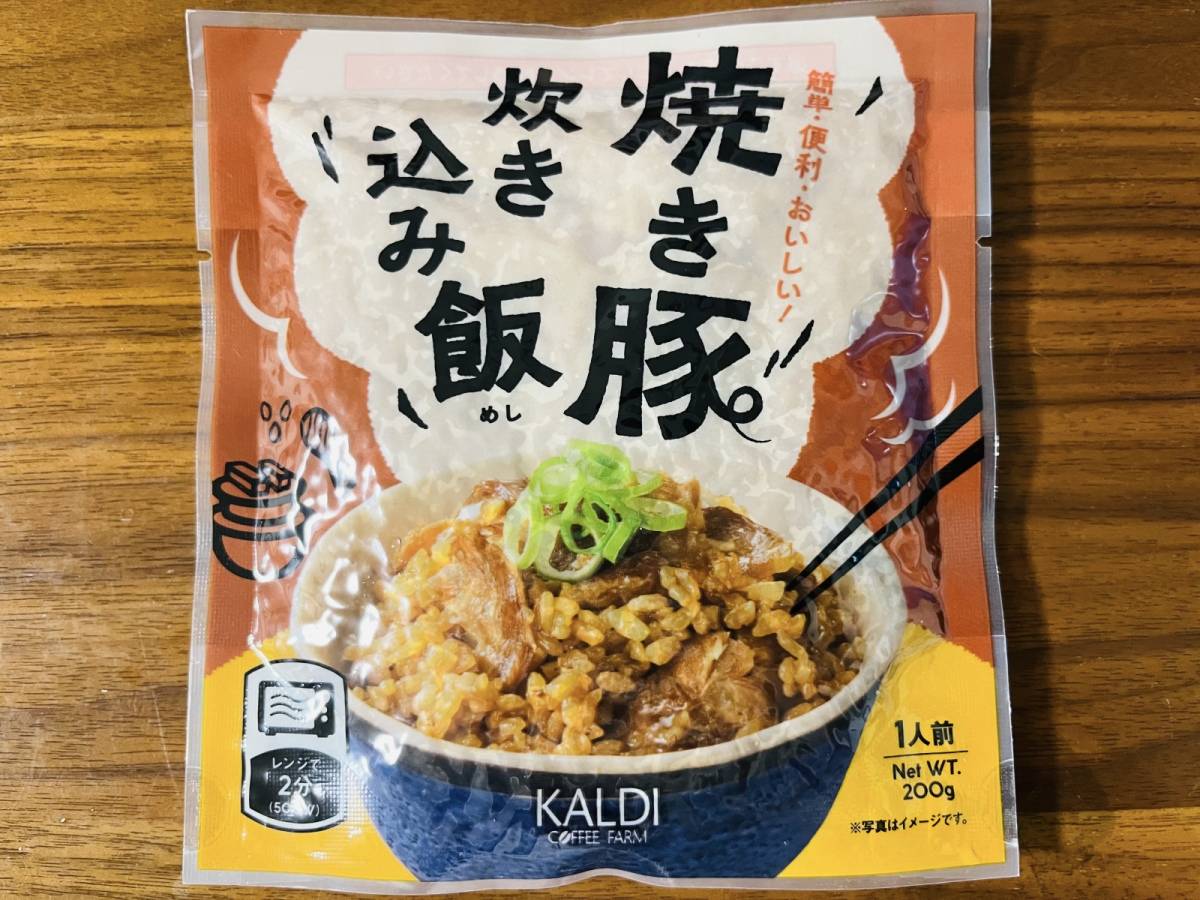 簡単・便利・おいしい!
焼き豚
炊き
込み
飯
めし
レンジで
2分
1人前
Net WT.
200g
※写真はイメージです。
KALDI
COFFEE FARM